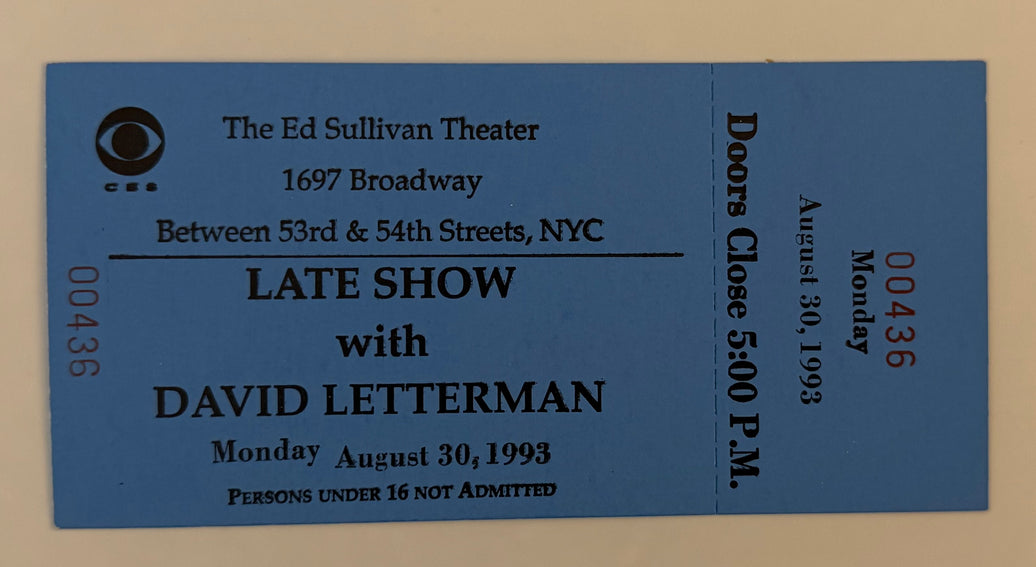 CBS
The Ed Sullivan Theater
1697 Broadway
Between 53rd & 54th Streets, NYC
LATE SHOW
with
DAVID LETTERMAN
Monday August 30, 1993
PERSONS UNDER 16 NOT ADMITTED
00436
Doors Close 5:00 P.M.
August 30, 1993
Monday
00436